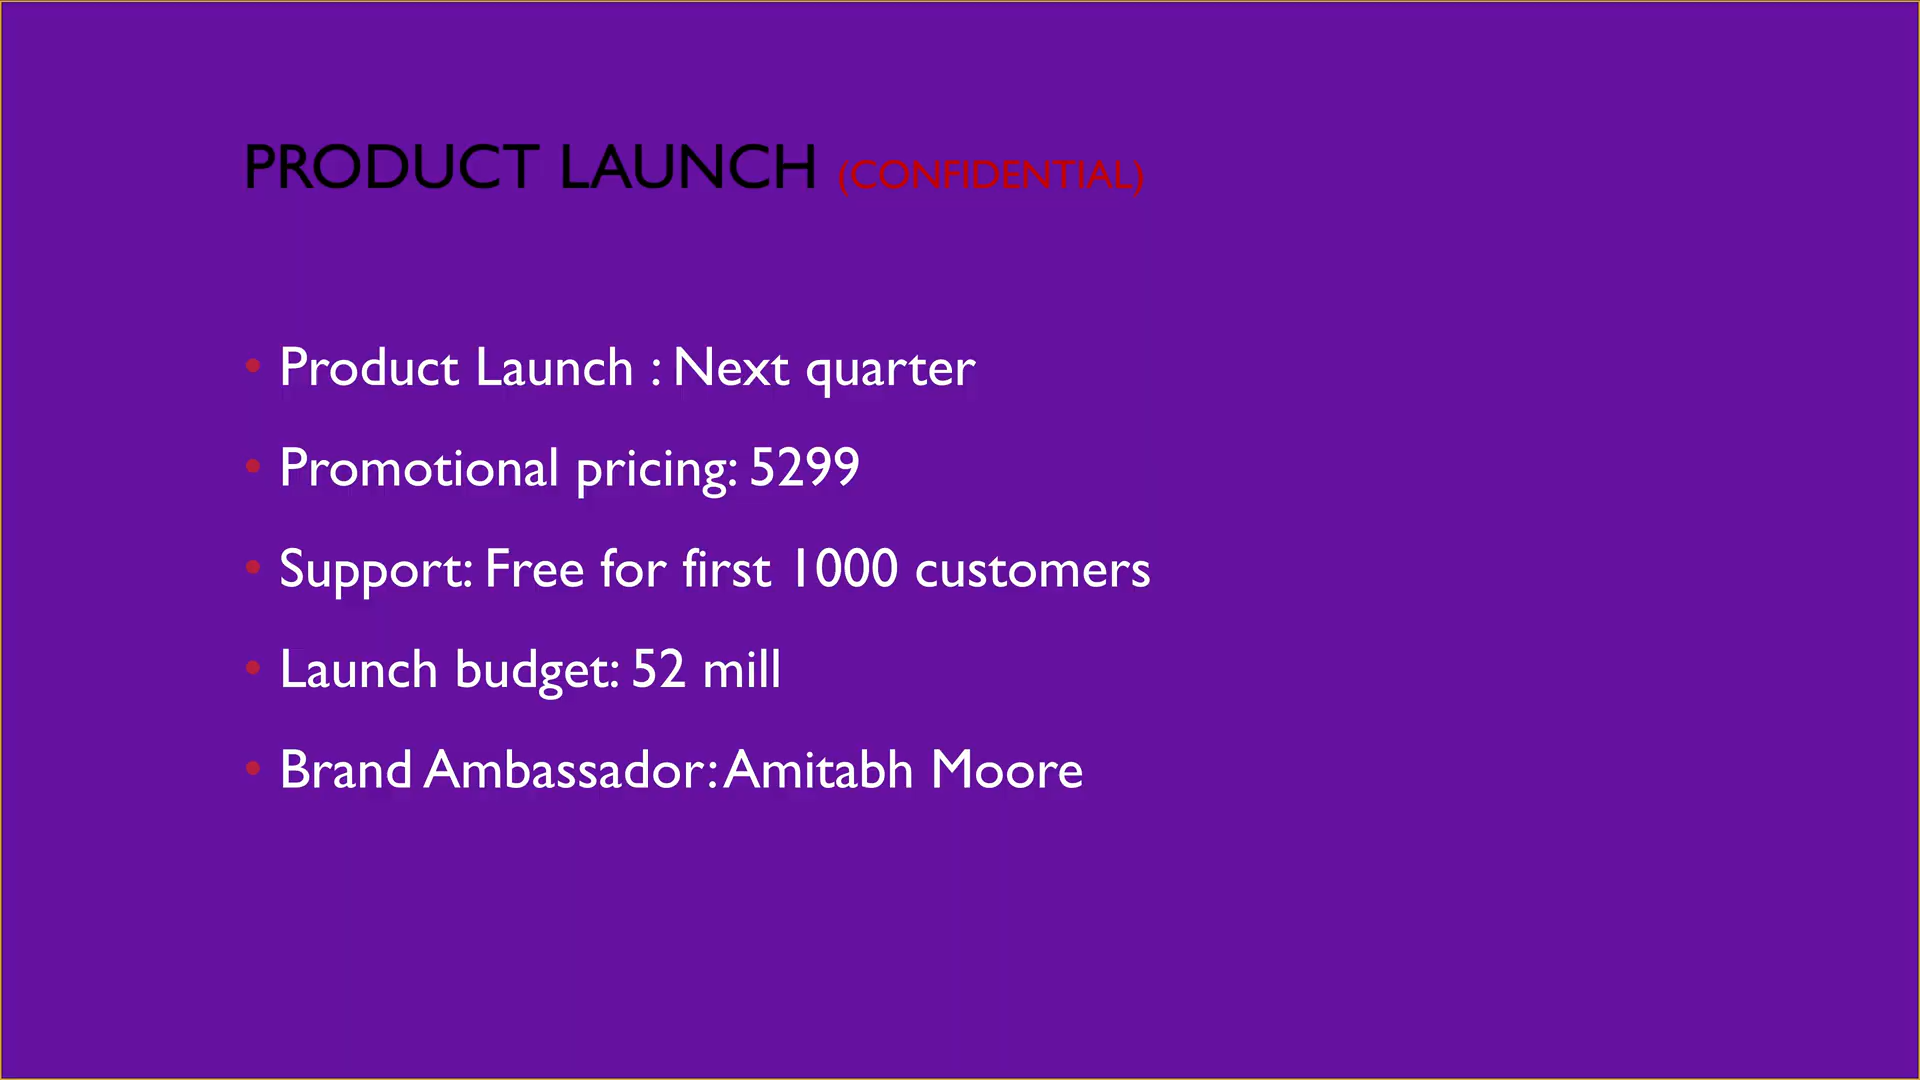 PRODUCT LAUNCH (CONFIDENTIAL)
• Product Launch : Next quarter
• Promotional pricing: 5299
• Support: Free for first 1000 customers
• Launch budget: 52 mill
• Brand Ambassador: Amitabh Moore